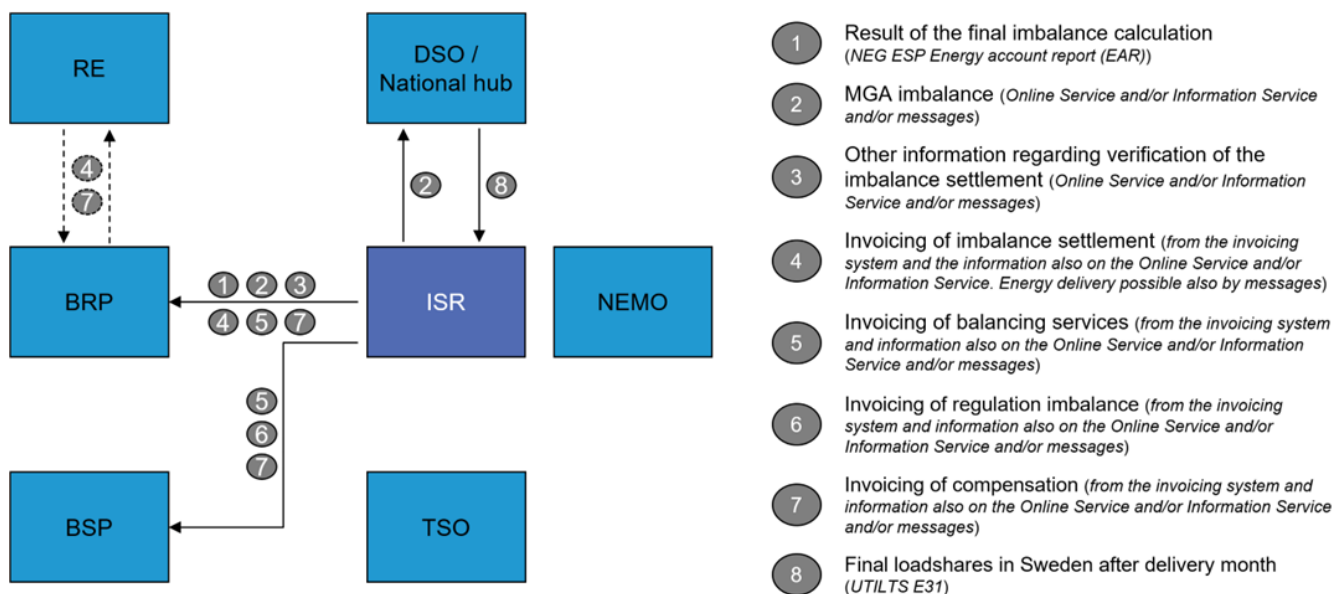 RE
DSO /
National hub
4
7
2
8
BRP
1 2 3
4 5 7
ISR
NEMO
5
6
7
BSP
TSO
1
Result of the final imbalance calculation
(NEG ESP Energy account report (EAR))
2
MGA imbalance (Online Service and/or Information Service
and/or messages)
3
Other information regarding verification of the
imbalance settlement (Online Service and/or Information
Service and/or messages)
4
Invoicing of imbalance settlement (from the invoicing
system and the information also on the Online Service and/or
Information Service. Energy delivery possible also by messages)
5
Invoicing of balancing services (from the invoicing system
and information also on the Online Service and/or Information
Service and/or messages)
6
Invoicing of regulation imbalance (from the invoicing
system and information also on the Online Service and/or
Information Service and/or messages)
7
Invoicing of compensation (from the invoicing system and
information also on the Online Service and/or Information Service
and/or messages)
8
Final loadshares in Sweden after delivery month
(UTILTS E31)